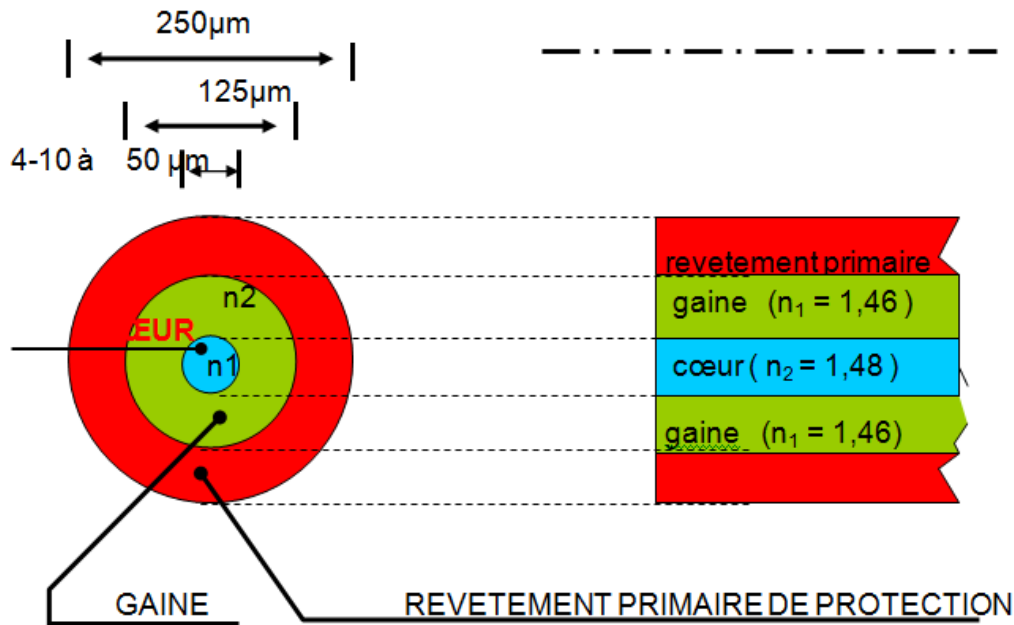 250µm
125µm
4-10 à 50 µm
revetement primaire
n2
gaine (n₁ = 1,46)
ŒUR
n1
cœur ( n₂ = 1,48 )
gaine (n₁ = 1,46)
GAINE
REVETEMENT PRIMAIRE DE PROTECTION